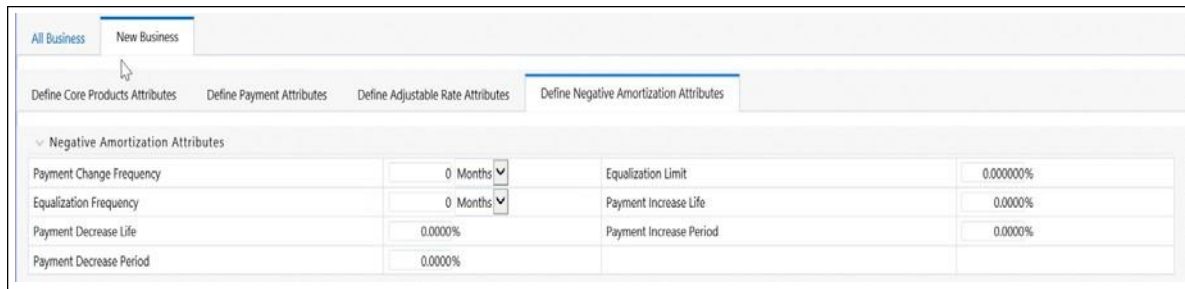 All Business New Business
Define Core Products Attributes Define Payment Attributes Define Adjustable Rate Attributes Define Negative Amortization Attributes
Negative Amortization Attributes
Payment Change Frequency 0 Months Equalization Limit 0.000000%
Equalization Frequency 0 Months Payment Increase Life 0.0000%
Payment Decrease Life 0.0000% Payment Increase Period 0.0000%
Payment Decrease Period 0.0000%